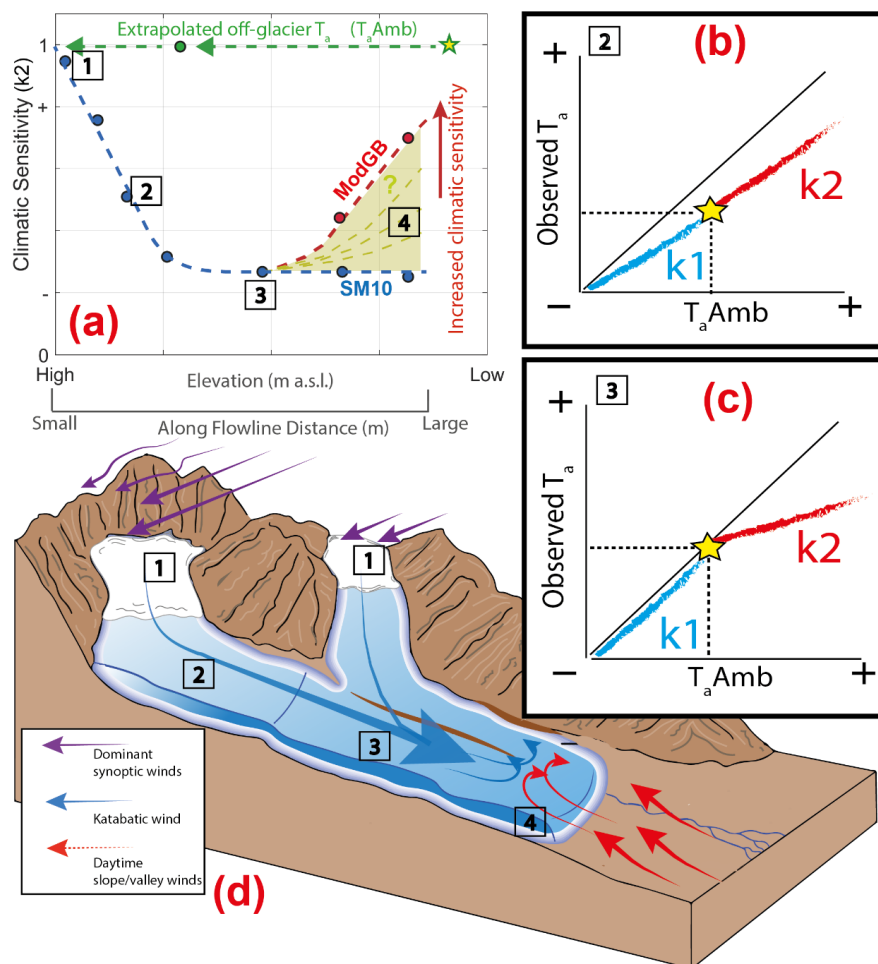 Extrapolated off-glacier Ta (TaAmb)
1
+
-
0
Climatic Sensitivity (k2)
1
2
3
4
?
ModGB
SM10
Increased climatic sensitivity
(a)
High
Elevation (m a.s.l.)
Low
Small
Along Flowline Distance (m)
Large
2
(b)
+
Observed Ta
k1
k2
−
TaAmb
+
3
(c)
+
Observed Ta
k1
k2
−
TaAmb
+
1
1
2
3
4
Dominant
synoptic winds
Katabatic wind
Daytime
slope/valley winds
(d)